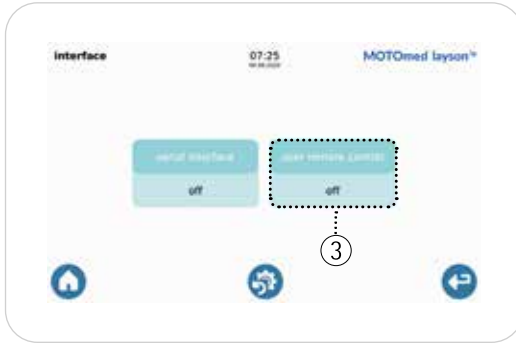 interface 07:25 MOTOmed layson™
serial interface user remote control
off off
3